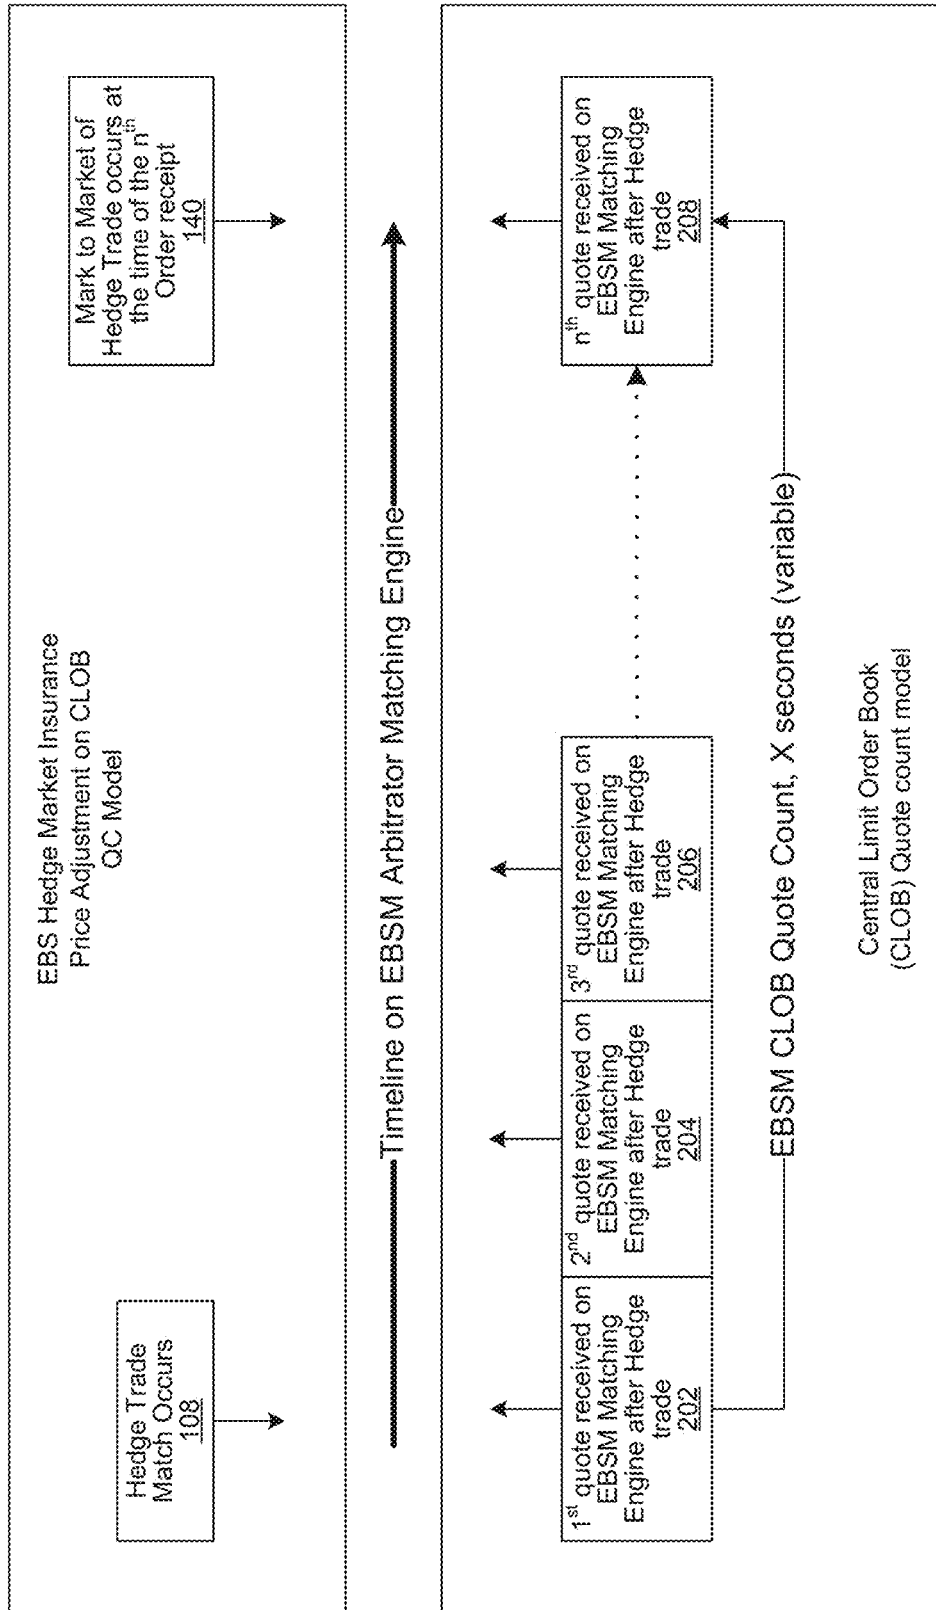 EBS Hedge Market Insurance
Price Adjustment on CLOB
QC Model
Hedge Trade
Match Occurs
108
Mark to Market of
Hedge Trade occurs at
the time of the nth
Order receipt
140
Timeline on EBSM Arbitrator Matching Engine
1st quote received on
EBSM Matching
Engine after Hedge
trade
202
2nd quote received on
EBSM Matching
Engine after Hedge
trade
204
3rd quote received on
EBSM Matching
Engine after Hedge
trade
206
nth quote received on
EBSM Matching
Engine after Hedge
trade
208
EBSM CLOB Quote Count, X seconds (variable)
Central Limit Order Book
(CLOB) Quote count model